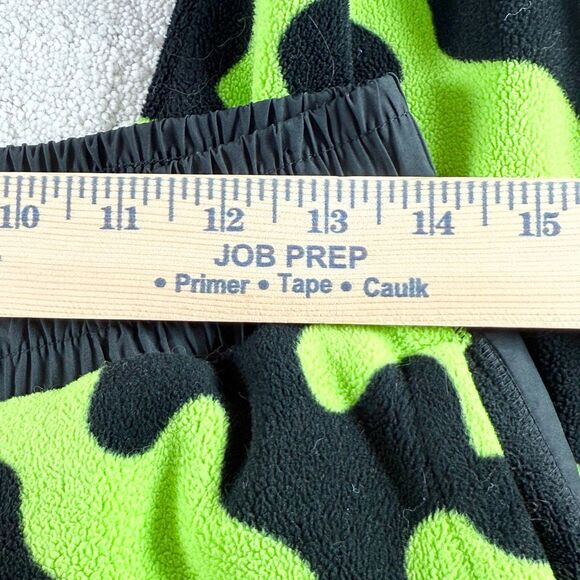 10 11 12 13 14 15
JOB PREP
• Primer • Tape • Caulk